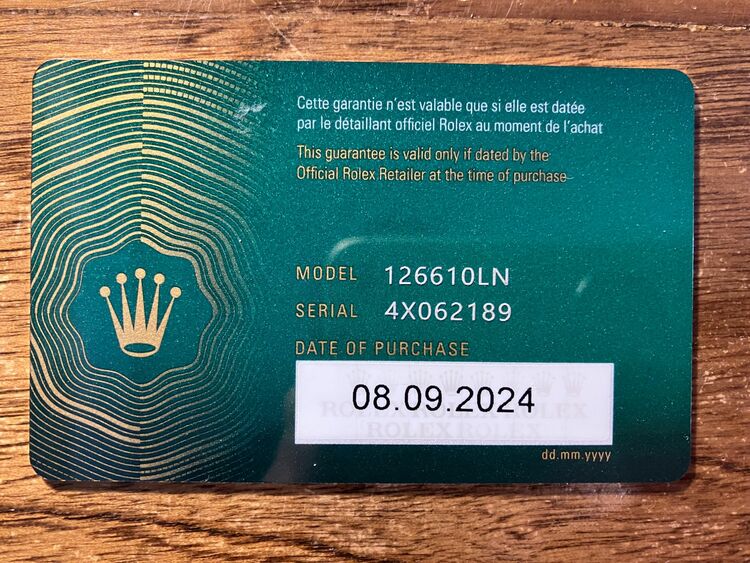 Cette garantie n'est valable que si elle est datée
par le détaillant officiel Rolex au moment de l'achat
This guarantee is valid only if dated by the
Official Rolex Retailer at the time of purchase
MODEL 126610LN
SERIAL 4X062189
DATE OF PURCHASE
08.09.2024
ROLEX ROLEX
dd.mm.yyyy